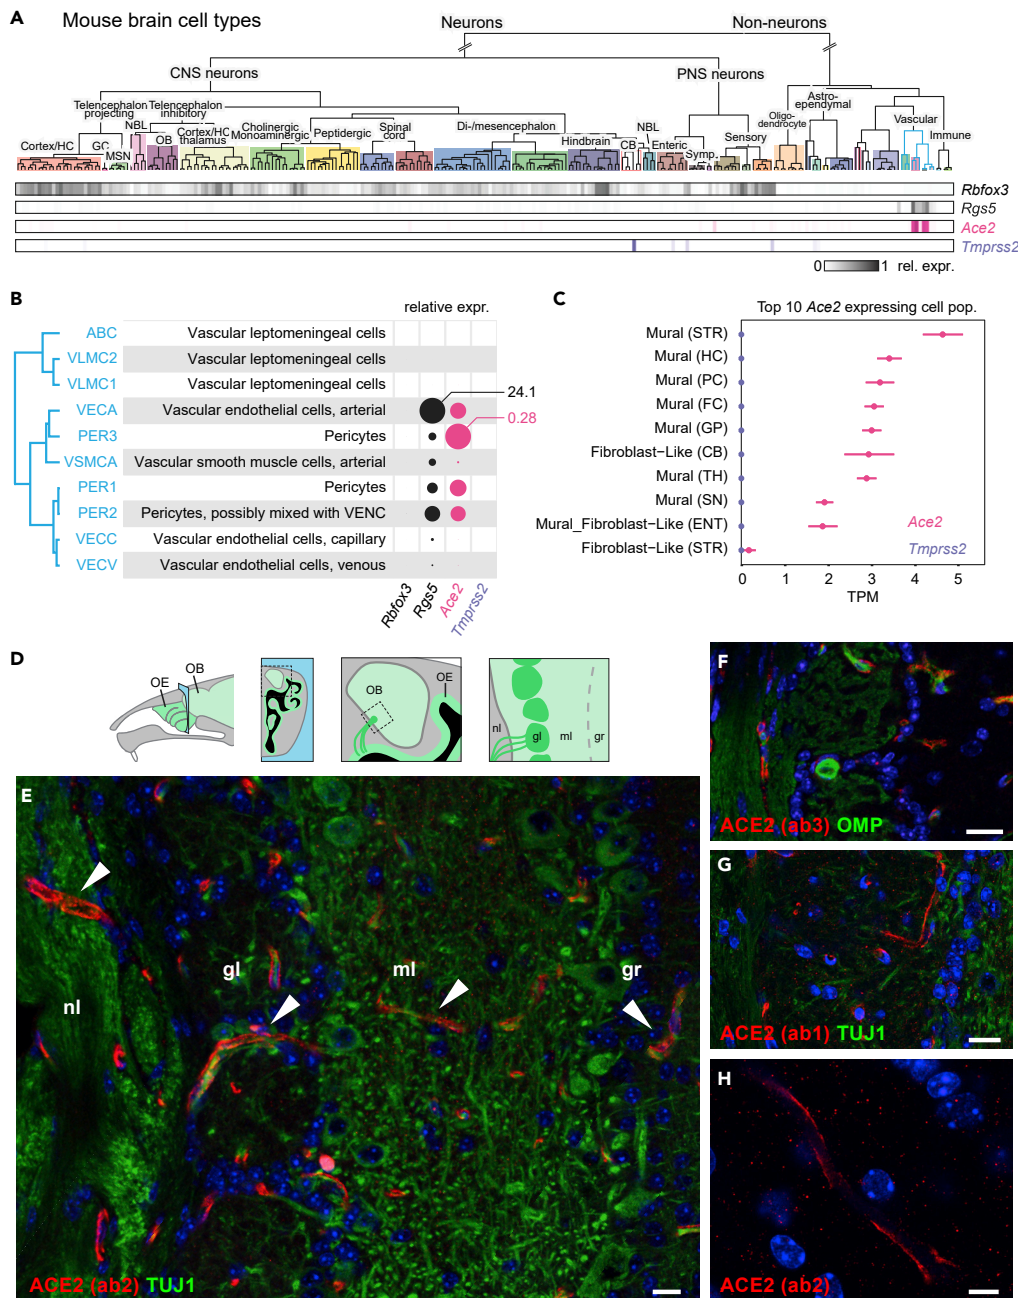 A
Mouse brain cell types
Neurons
Non-neurons
CNS neurons
PNS neurons
Telencephalon projecting
Telencephalon inhibitory
Astro-ependymal
Oligo-dendrocyte
Vascular
Immune
NBL
Cortex/HC
GC
MSN
OB
Cortex/HC thalamus
Cholinergic Monoaminergic
Peptidergic
Spinal cord
Di-/mesencephalon
Hindbrain
CB
NBL
Enteric
Symp.
Sensory
Rbfox3
Rgs5
Ace2
Tmprss2
0 1 rel. expr.
B
relative expr.
ABC Vascular leptomeningeal cells
VLMC2 Vascular leptomeningeal cells
VLMC1 Vascular leptomeningeal cells
VECA Vascular endothelial cells, arterial
PER3 Pericytes
VSMCA Vascular smooth muscle cells, arterial
PER1 Pericytes
PER2 Pericytes, possibly mixed with VENC
VECC Vascular endothelial cells, capillary
VECV Vascular endothelial cells, venous
24.1
0.28
Rbfox3
Rgs5
Ace2
Tmprss2
C
Top 10 Ace2 expressing cell pop.
Mural (STR)
Mural (HC)
Mural (PC)
Mural (FC)
Mural (GP)
Fibroblast−Like (CB)
Mural (TH)
Mural (SN)
Mural_Fibroblast−Like (ENT)
Fibroblast−Like (STR)
Ace2
Tmprss2
0 1 2 3 4 5
TPM
D
OE
OB
OB
OE
nl
gl
ml
gr
E
nl
gl
ml
gr
ACE2 (ab2) TUJ1
F
ACE2 (ab3) OMP
G
ACE2 (ab1) TUJ1
H
ACE2 (ab2)